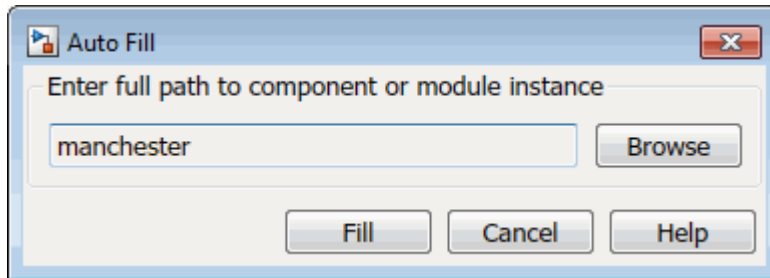 Auto Fill
Enter full path to component or module instance
manchester
Browse
Fill Cancel Help